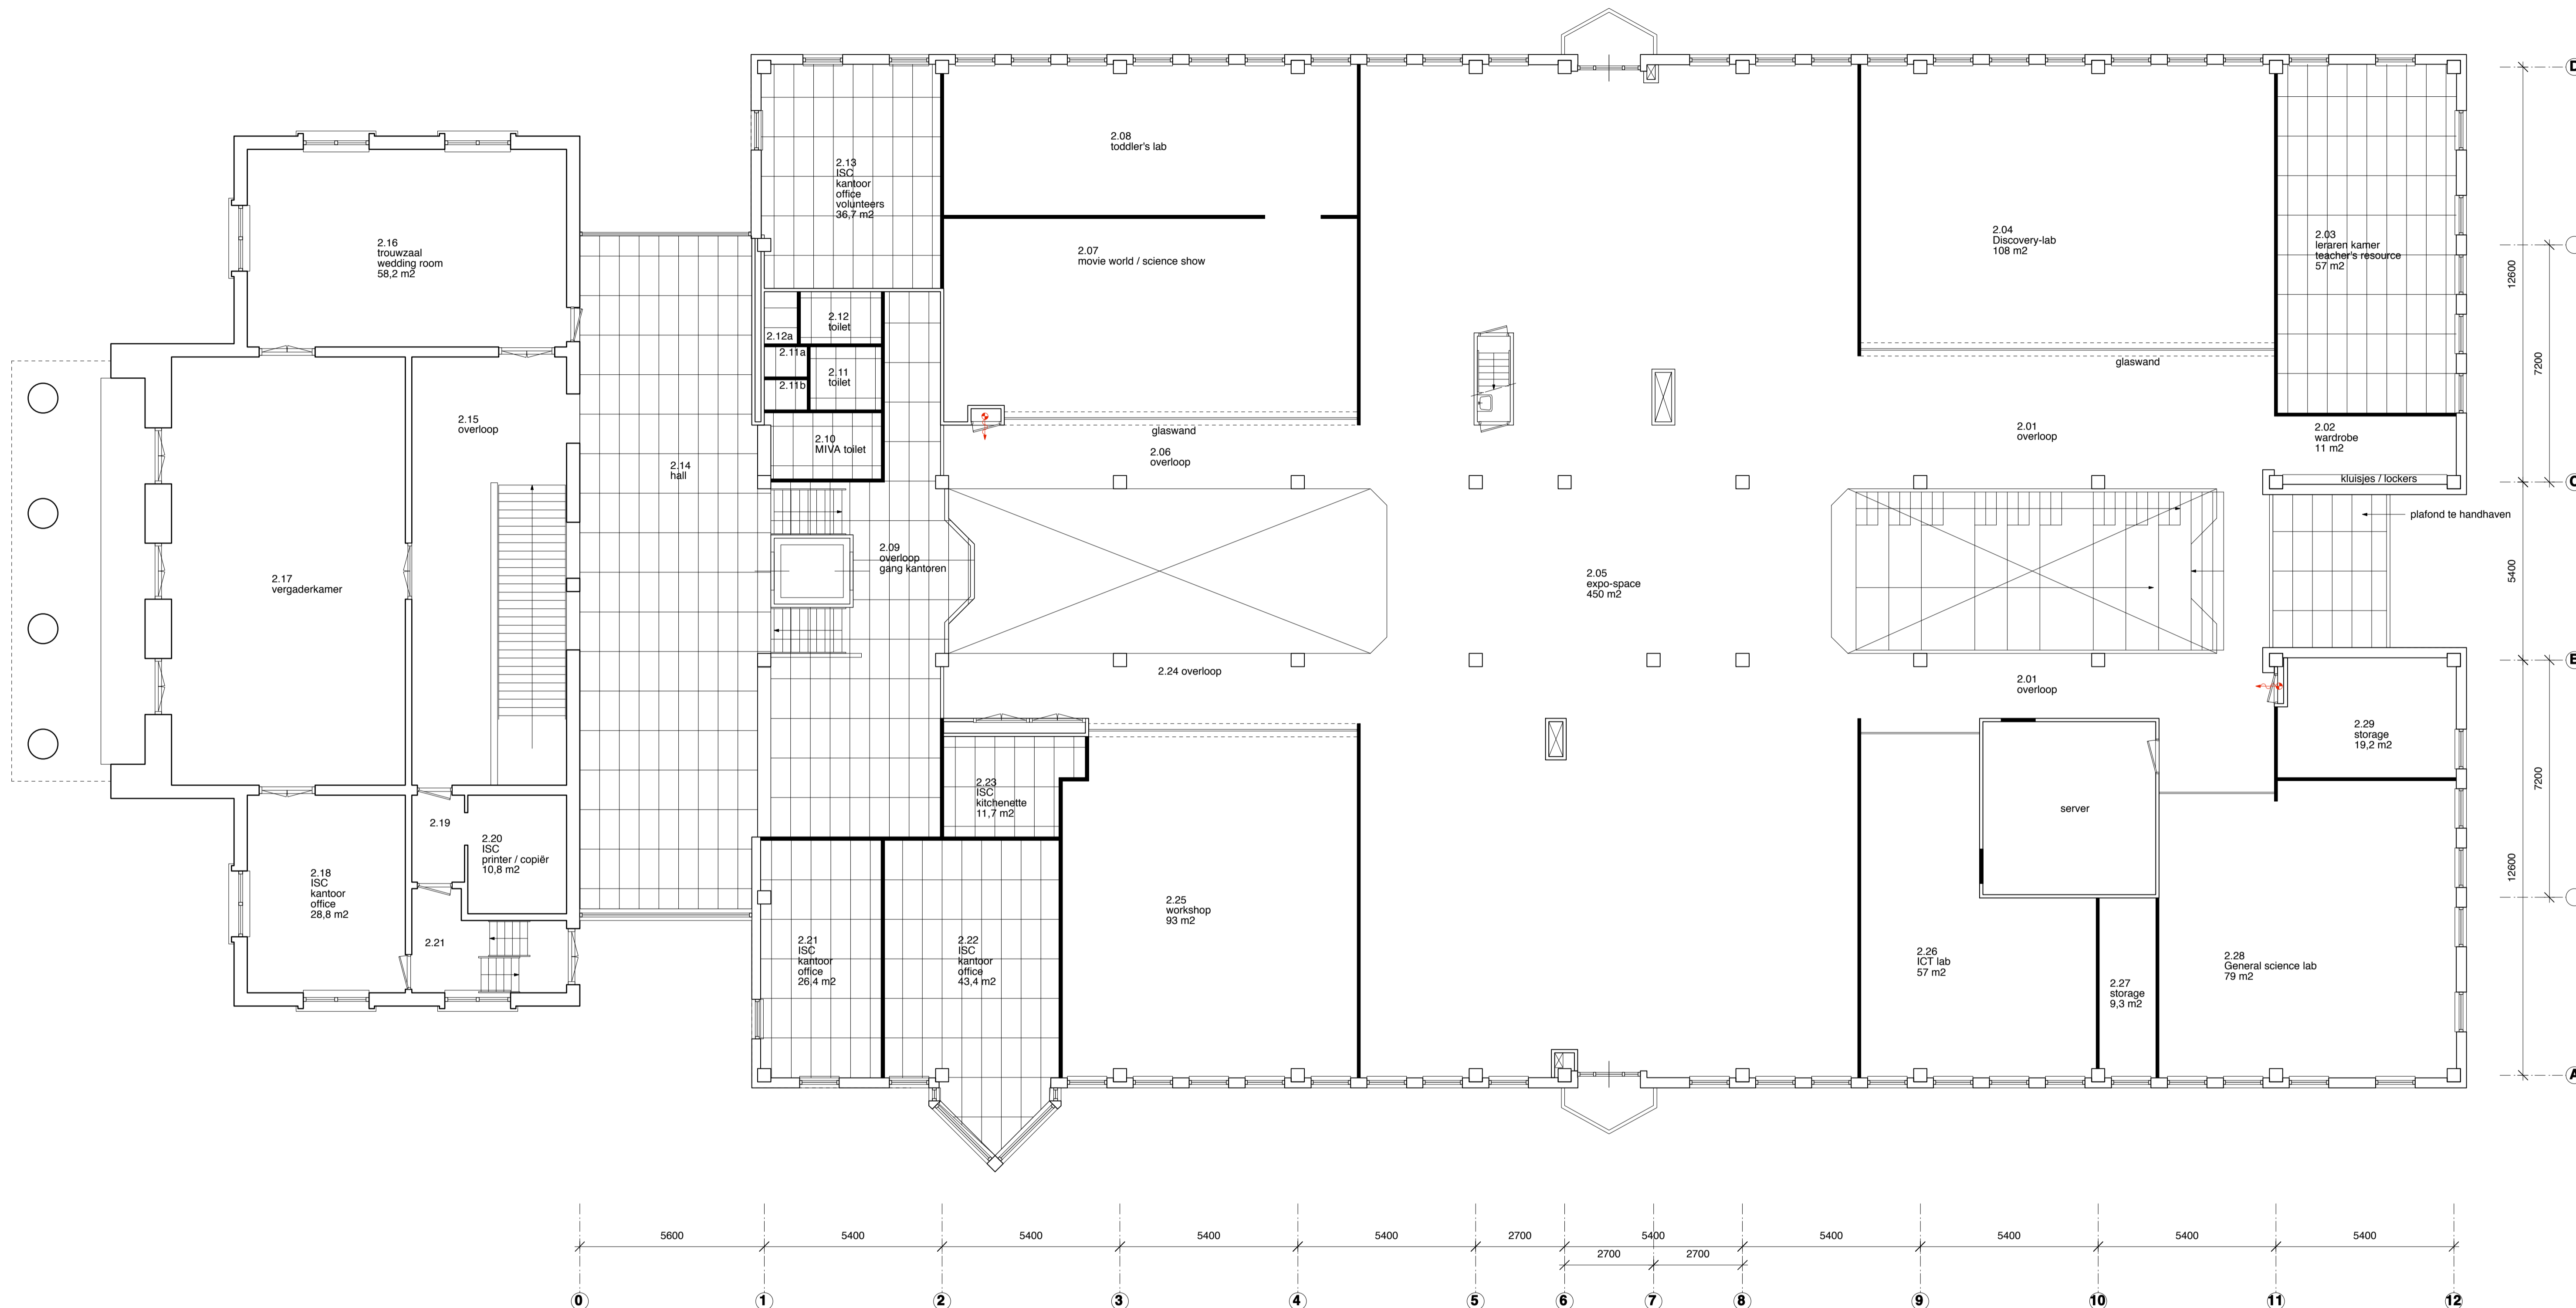 2.13
ISC
kantoor
office
volunteers
36,7 m2
2.08
toddler's lab
2.07
movie world / science show
2.04
Discovery-lab
108 m2
2.03
leraren kamer
teacher's resource
57 m2
2.16
trouwzaal
wedding room
58,2 m2
2.12
toilet
2.12a
2.11a
2.11
toilet
2.11b
2.10
MIVA toilet
glaswand
2.06
overloop
glaswand
2.01
overloop
2.02
wardrobe
11 m2
kluisjes / lockers
plafond te handhaven
2.15
overloop
2.14
hall
2.09
overloop
gang kantoren
2.17
vergaderkamer
2.05
expo-space
450 m2
2.24 overloop
2.01
overloop
2.29
storage
19,2 m2
2.23
ISC
kitchenette
11,7 m2
server
2.19
2.20
ISC
printer / copiër
10,8 m2
2.18
ISC
kantoor
office
28,8 m2
2.21
2.21
ISC
kantoor
office
26,4 m2
2.22
ISC
kantoor
office
43,4 m2
2.25
workshop
93 m2
2.26
ICT lab
57 m2
2.27
storage
9,3 m2
2.28
General science lab
79 m2
D
12600
7200
C
5400
B
7200
12600
A
5600
5400
5400
5400
5400
2700
5400
5400
5400
5400
5400
2700
2700
0
1
2
3
4
5
6
7
8
9
10
11
12